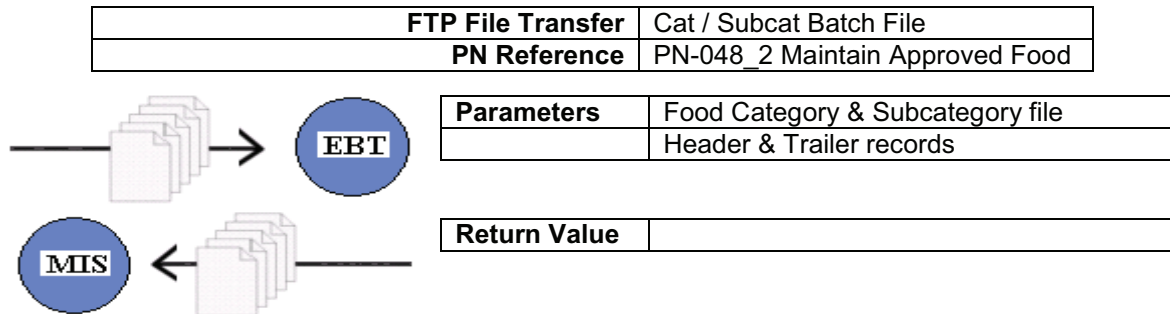 FTP File Transfer Cat / Subcat Batch File
PN Reference PN-048_2 Maintain Approved Food
EBT
Parameters Food Category & Subcategory file
Header & Trailer records
MIS
Return Value